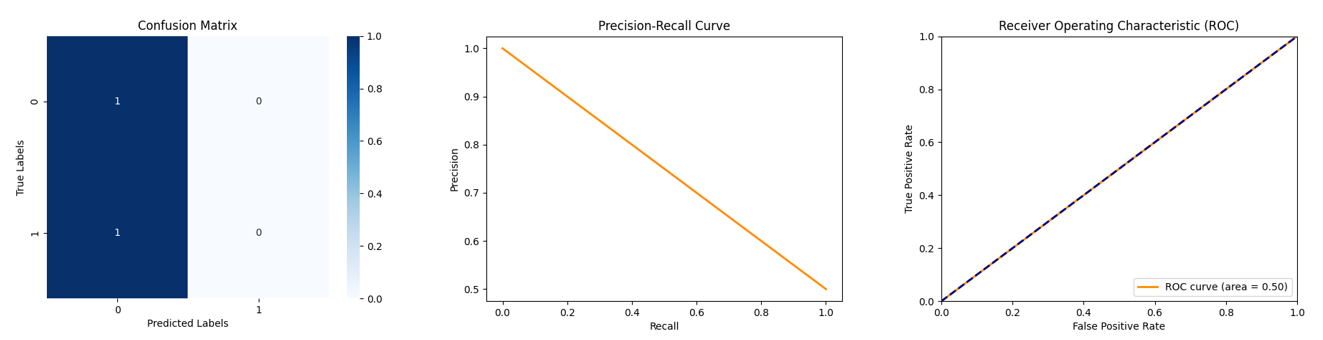 Confusion Matrix
True Labels
0
1
1 0
1 0
0 1
Predicted Labels
1.0
0.8
0.6
0.4
0.2
0.0
Precision-Recall Curve
Precision
1.0
0.9
0.8
0.7
0.6
0.5
0.0 0.2 0.4 0.6 0.8 1.0
Recall
Receiver Operating Characteristic (ROC)
True Positive Rate
1.0
0.8
0.6
0.4
0.2
0.0
ROC curve (area = 0.50)
0.0 0.2 0.4 0.6 0.8 1.0
False Positive Rate